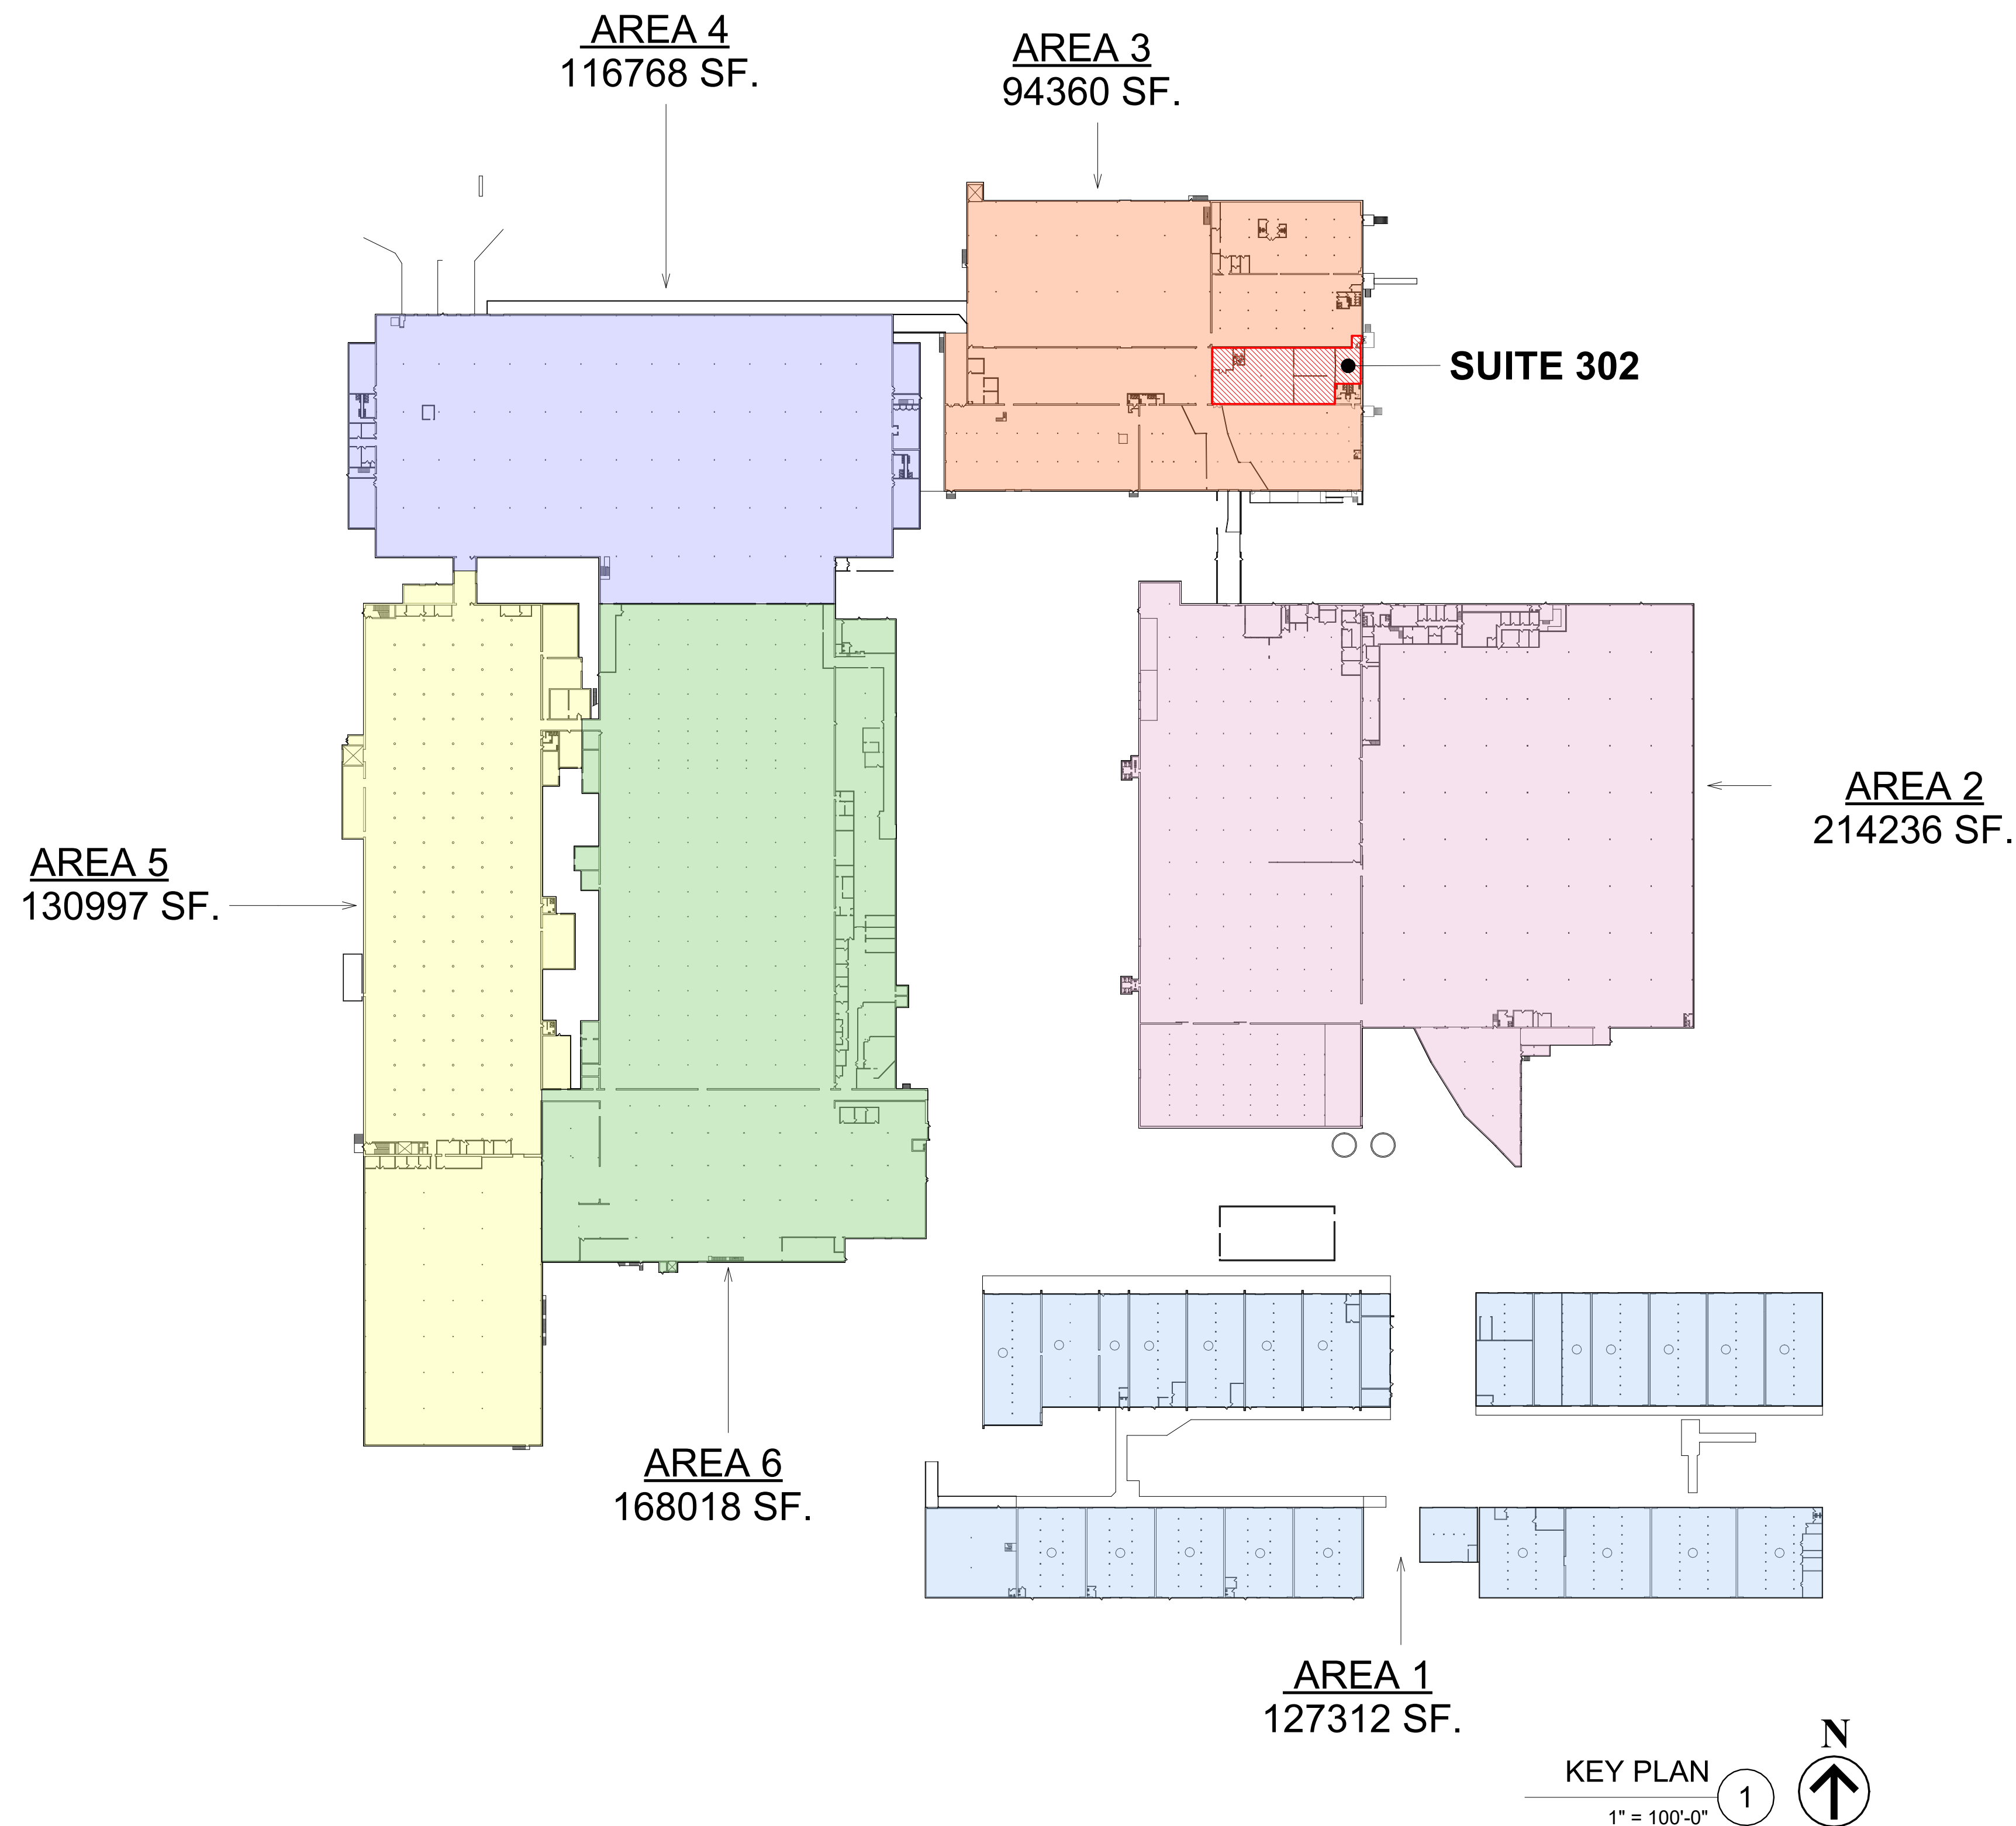 AREA 4
116768 SF.
AREA 3
94360 SF.
SUITE 302
AREA 2
214236 SF.
AREA 5
130997 SF.
AREA 6
168018 SF.
AREA 1
127312 SF.
N
KEY PLAN
1
1" = 100'-0"